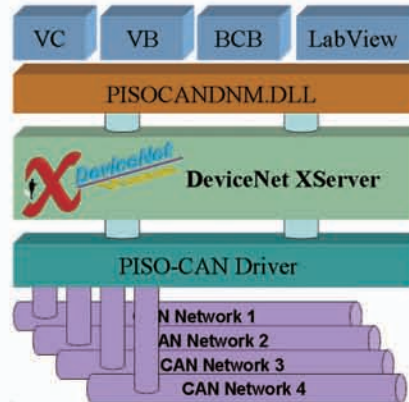 VC VB BCB LabView
PISOCANDNM.DLL
DeviceNet
DeviceNet XServer
PISO-CAN Driver
N Network 1
AN Network 2
CAN Network 3
CAN Network 4